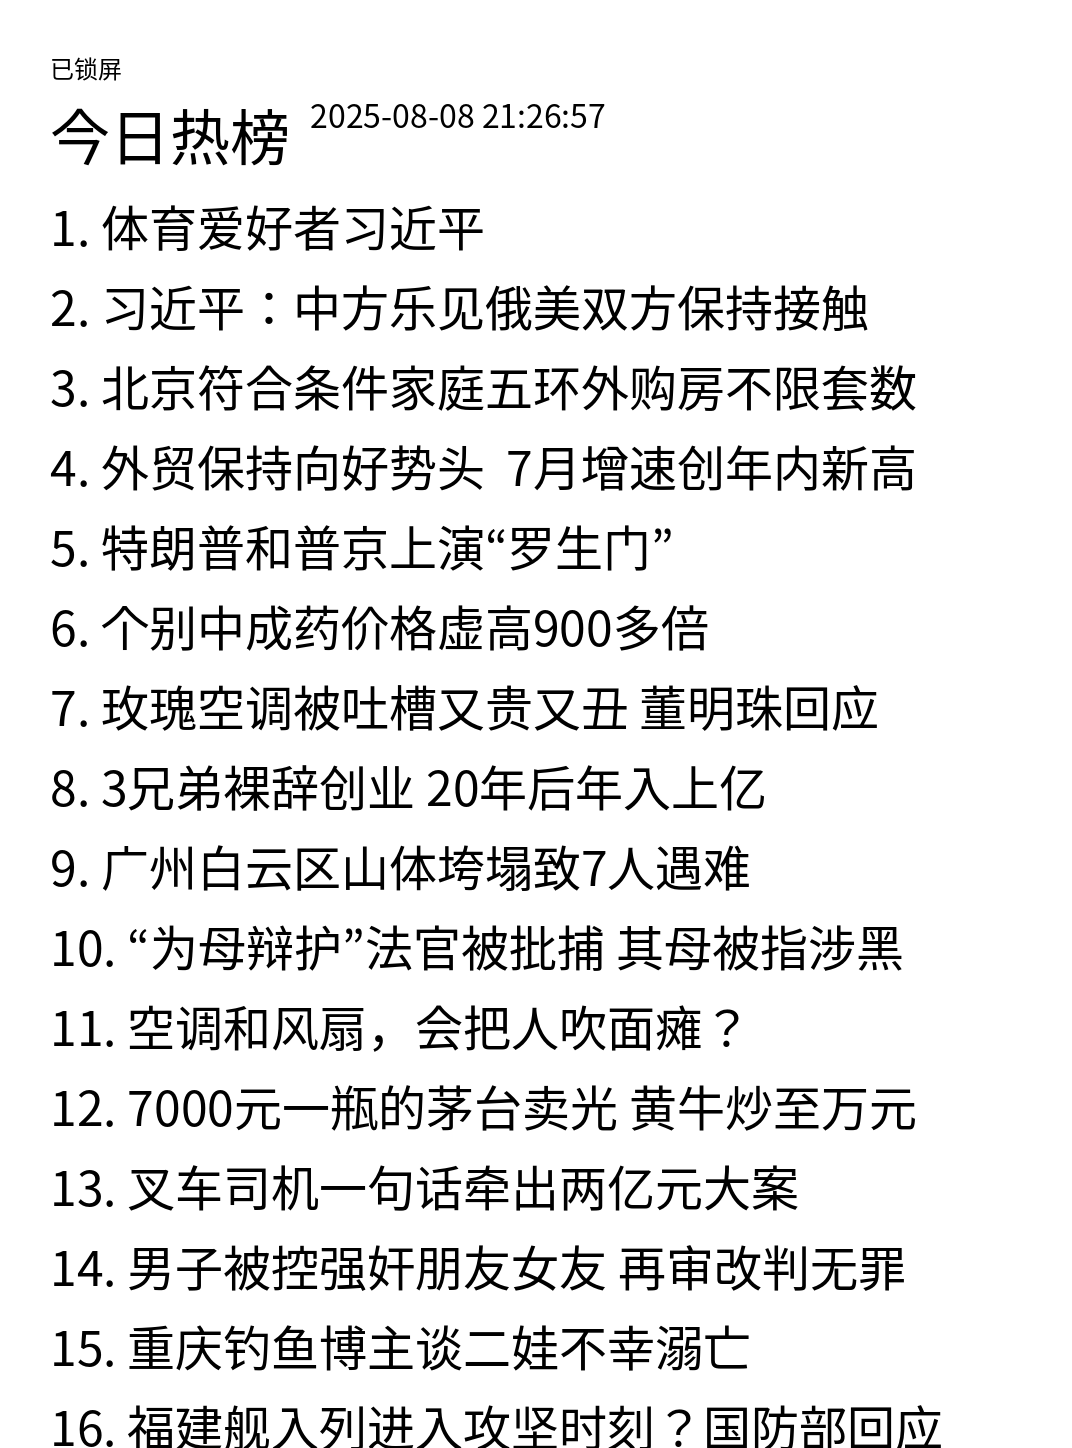 已锁屏
今日热榜 2025-08-08 21:26:57
1. 体育爱好者习近平
2. 习近平：中方乐见俄美双方保持接触
3. 北京符合条件家庭五环外购房不限套数
4. 外贸保持向好势头  7月增速创年内新高
5. 特朗普和普京上演“罗生门”
6. 个别中成药价格虚高900多倍
7. 玫瑰空调被吐槽又贵又丑 董明珠回应
8. 3兄弟裸辞创业 20年后年入上亿
9. 广州白云区山体垮塌致7人遇难
10. “为母辩护”法官被批捕 其母被指涉黑
11. 空调和风扇，会把人吹面瘫？
12. 7000元一瓶的茅台卖光 黄牛炒至万元
13. 叉车司机一句话牵出两亿元大案
14. 男子被控强奸朋友女友 再审改判无罪
15. 重庆钓鱼博主谈二娃不幸溺亡
16. 福建舰入列进入攻坚时刻？国防部回应